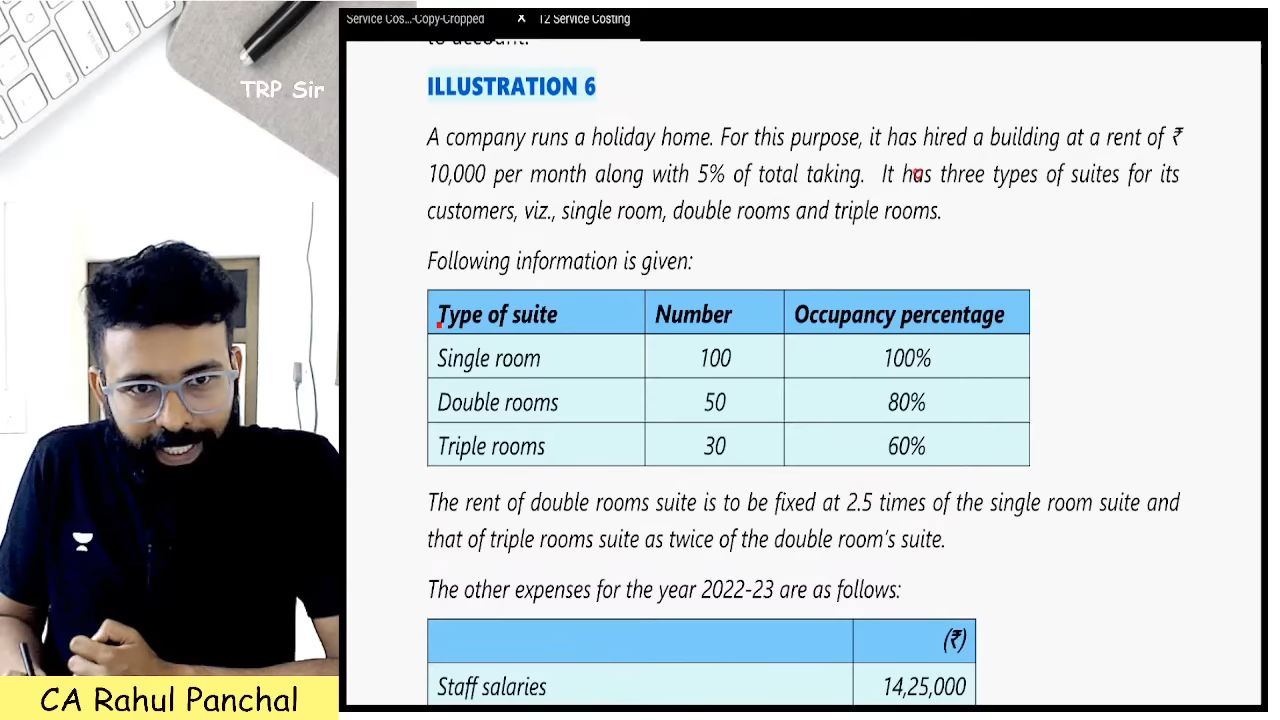 Service Cos...-Copy-Cropped x 12 Service Costing
to account.
TRP Sir
ILLUSTRATION 6
A company runs a holiday home. For this purpose, it has hired a building at a rent of ₹
10,000 per month along with 5% of total taking. It has three types of suites for its
customers, viz., single room, double rooms and triple rooms.
Following information is given:
Type of suite Number Occupancy percentage
Single room 100 100%
Double rooms 50 80%
Triple rooms 30 60%
The rent of double rooms suite is to be fixed at 2.5 times of the single room suite and
that of triple rooms suite as twice of the double room's suite.
The other expenses for the year 2022-23 are as follows:
(₹)
Staff salaries 14,25,000
CA Rahul Panchal